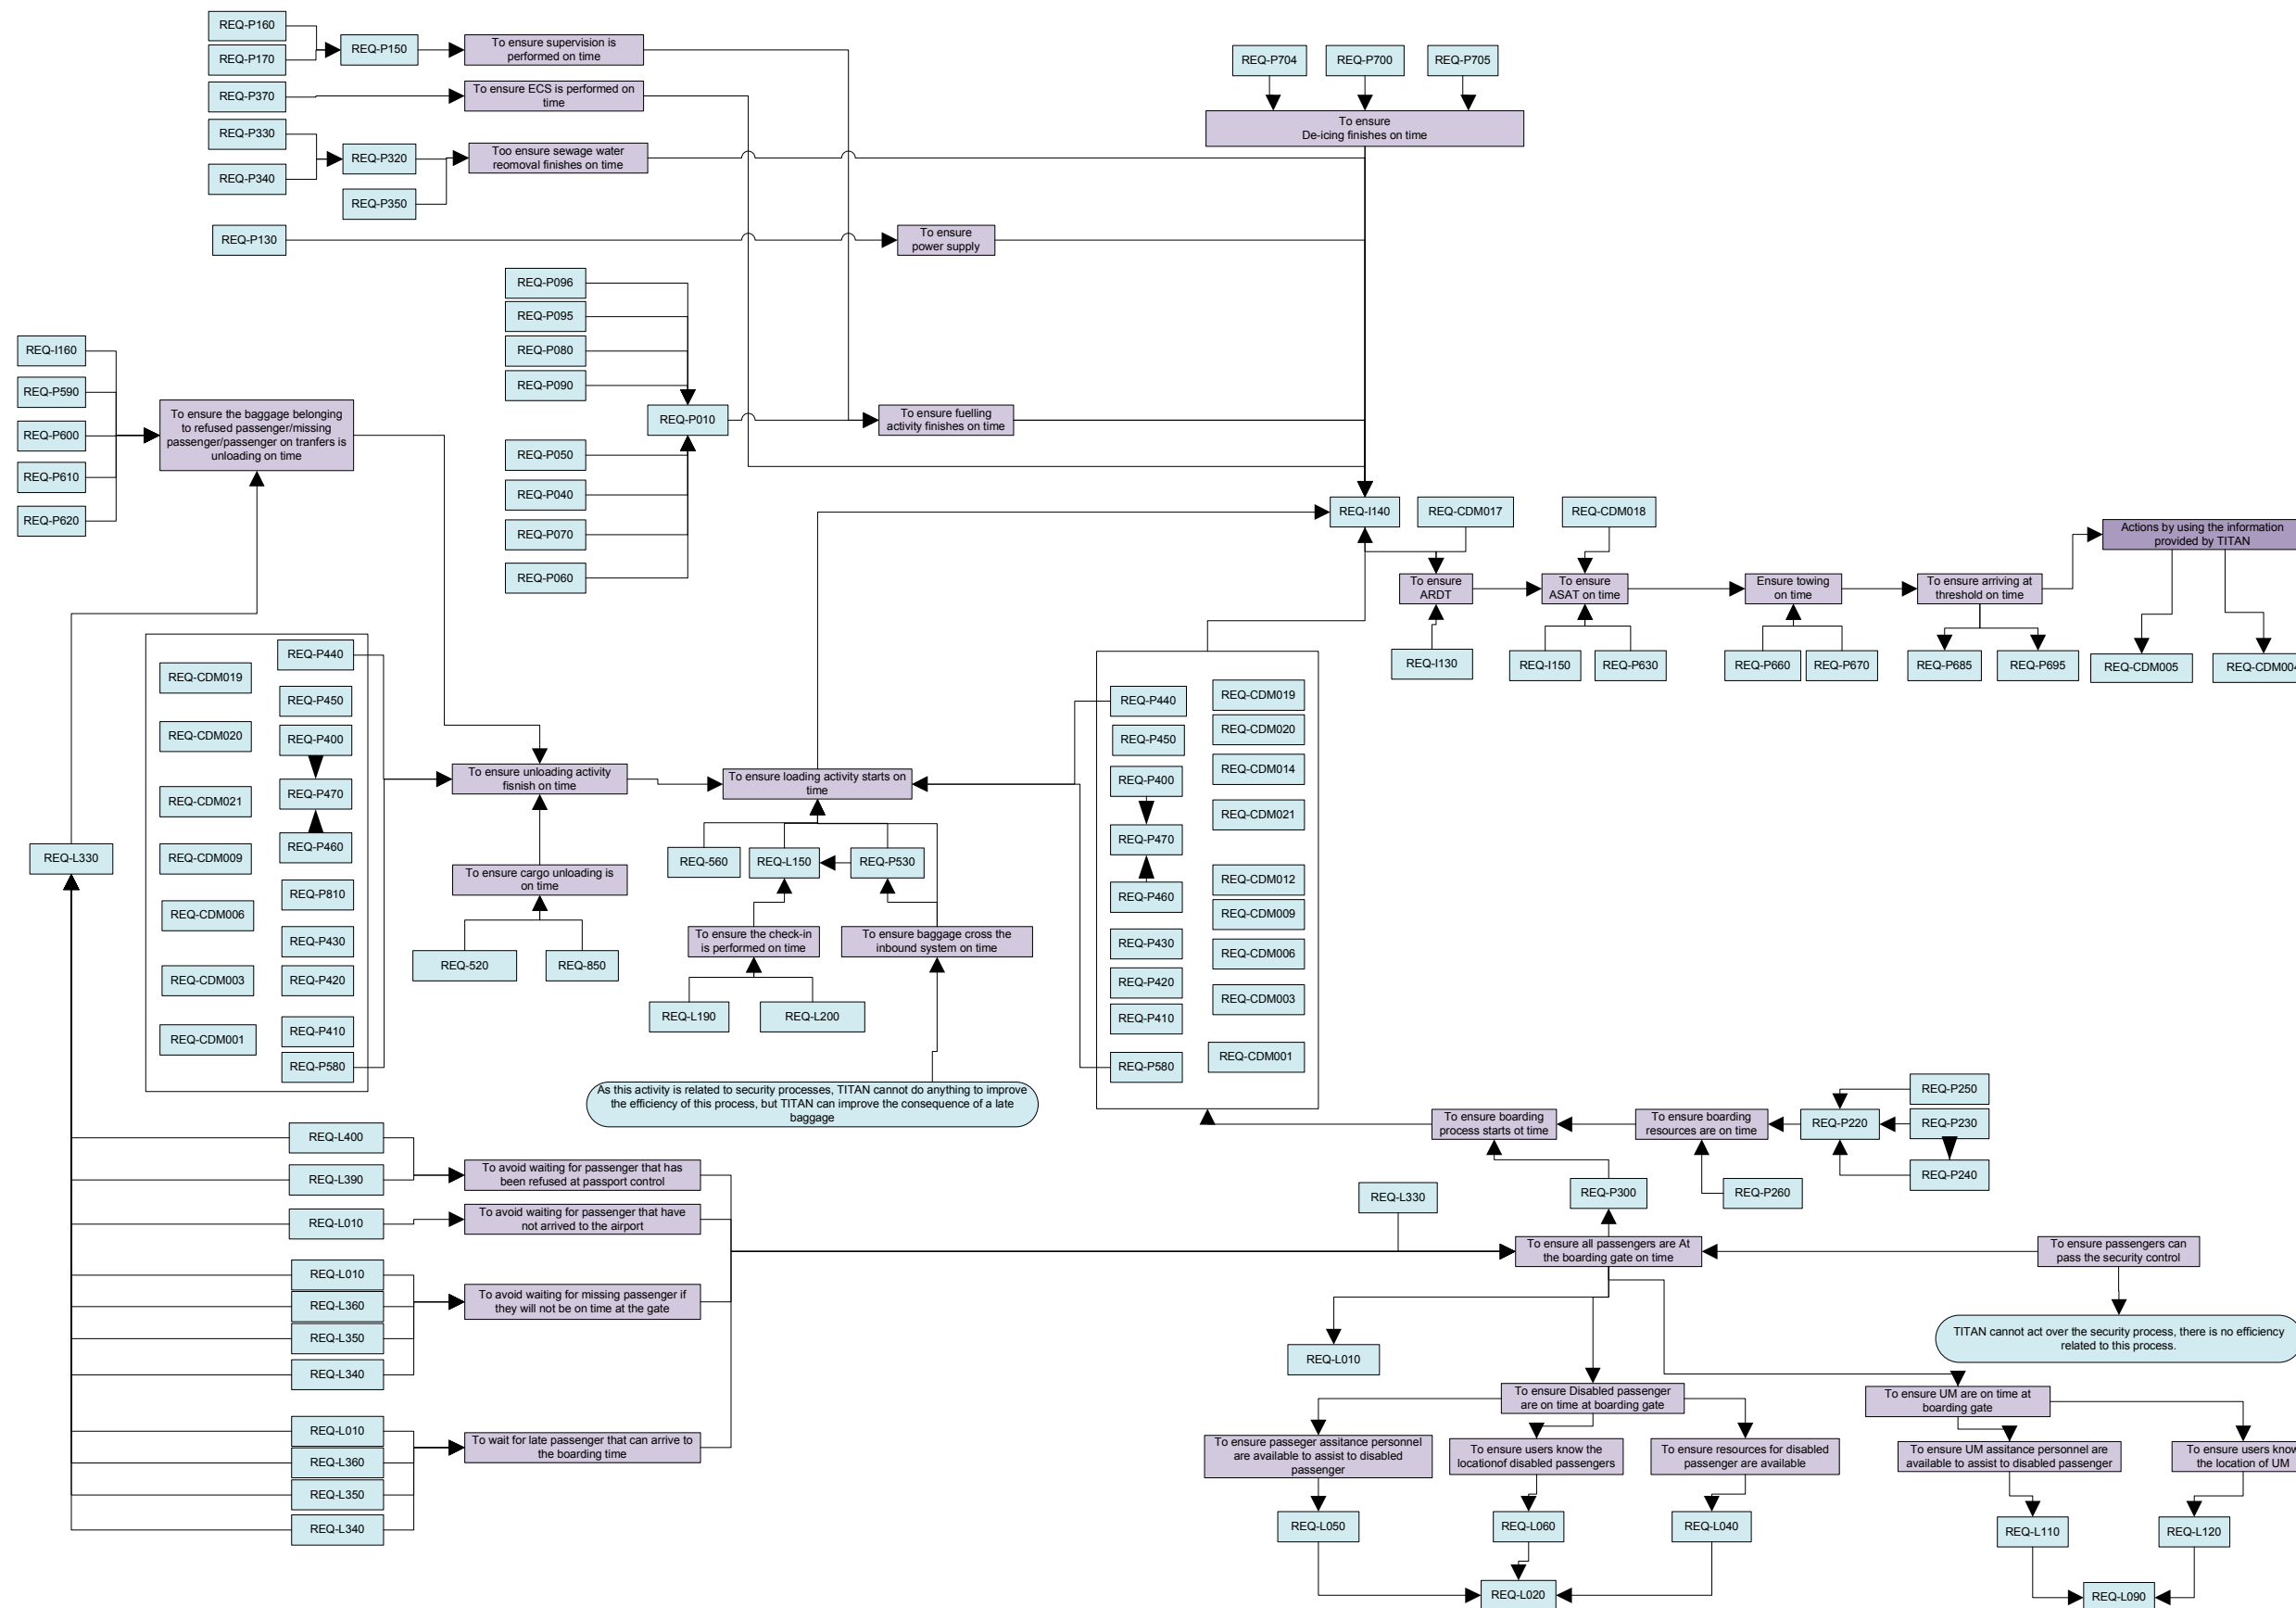 REQ-P160
REQ-P170
REQ-P150
To ensure supervision is
performed on time
REQ-P370
To ensure ECS is performed on
time
REQ-P330
REQ-P340
REQ-P320
REQ-P350
Too ensure sewage water
reomoval finishes on time
REQ-P130
To ensure
power supply
REQ-P704
REQ-P700
REQ-P705
To ensure
De-icing finishes on time
REQ-P096
REQ-P095
REQ-P080
REQ-P090
REQ-P010
REQ-P050
REQ-P040
REQ-P070
REQ-P060
To ensure fuelling
activity finishes on time
REQ-I160
REQ-P590
REQ-P600
REQ-P610
REQ-P620
To ensure the baggage belonging
to refused passenger/missing
passenger/passenger on tranfers is
unloading on time
REQ-I140
REQ-CDM017
REQ-CDM018
To ensure
ARDT
To ensure
ASAT on time
Ensure towing
on time
To ensure arriving at
threshold on time
Actions by using the information
provided by TITAN
REQ-I130
REQ-I150
REQ-P630
REQ-P660
REQ-P670
REQ-P685
REQ-P695
REQ-CDM005
REQ-CDM004
REQ-L330
REQ-CDM019
REQ-CDM020
REQ-CDM021
REQ-CDM009
REQ-CDM006
REQ-CDM003
REQ-CDM001
REQ-P440
REQ-P450
REQ-P400
REQ-P470
REQ-P460
REQ-P810
REQ-P430
REQ-P420
REQ-P410
REQ-P580
To ensure unloading activity
fisnish on time
To ensure cargo unloading is
on time
REQ-520
REQ-850
To ensure loading activity starts on
time
REQ-560
REQ-L150
REQ-P530
To ensure the check-in
is performed on time
To ensure baggage cross the
inbound system on time
REQ-L190
REQ-L200
As this activity is related to security processes, TITAN cannot do anything to improve
the efficiency of this process, but TITAN can improve the consequence of a late
baggage
REQ-P440
REQ-P450
REQ-P400
REQ-P470
REQ-P460
REQ-P430
REQ-P420
REQ-P410
REQ-P580
REQ-CDM019
REQ-CDM020
REQ-CDM014
REQ-CDM021
REQ-CDM012
REQ-CDM009
REQ-CDM006
REQ-CDM003
REQ-CDM001
To ensure boarding
process starts ot time
To ensure boarding
resources are on time
REQ-P220
REQ-P250
REQ-P230
REQ-P240
REQ-P300
REQ-P260
REQ-L400
REQ-L390
REQ-L010
REQ-L010
REQ-L360
REQ-L350
REQ-L340
REQ-L010
REQ-L360
REQ-L350
REQ-L340
To avoid waiting for passenger that has
been refused at passport control
To avoid waiting for passenger that have
not arrived to the airport
To avoid waiting for missing passenger if
they will not be on time at the gate
To wait for late passenger that can arrive to
the boarding time
REQ-L330
To ensure all passengers are At
the boarding gate on time
To ensure passengers can
pass the security control
TITAN cannot act over the security process, there is no efficiency
related to this process.
REQ-L010
To ensure Disabled passenger
are on time at boarding gate
To ensure UM are on time at
boarding gate
To ensure passeger assitance personnel
are available to assist to disabled
passenger
To ensure users know the
locationof disabled passengers
To ensure resources for disabled
passenger are available
To ensure UM assitance personnel are
available to assist to disabled passenger
To ensure users know
the location of UM
REQ-L050
REQ-L060
REQ-L040
REQ-L110
REQ-L120
REQ-L020
REQ-L090